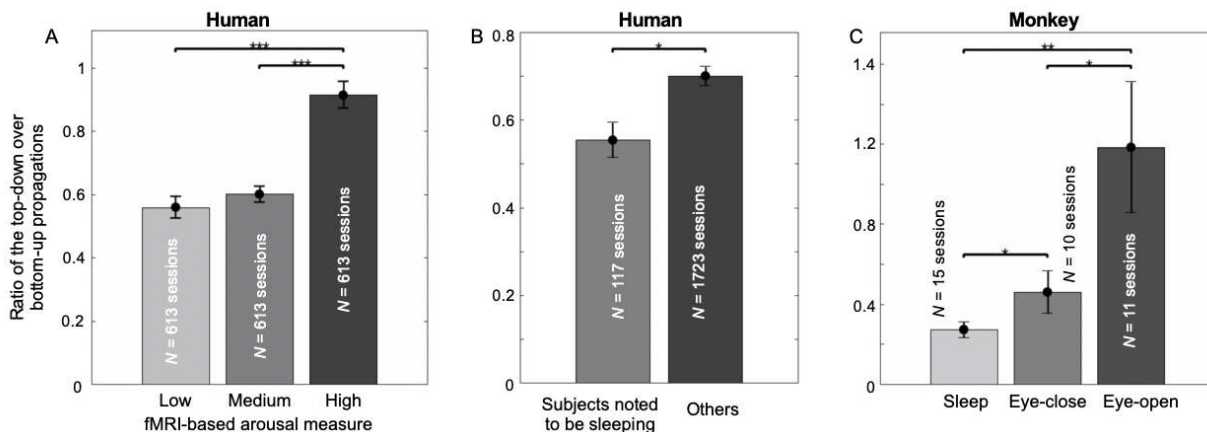 Human
Human
Monkey
A
B
C
Ratio of the top-down over
bottom-up propagations
1
0.8
0.6
0.4
0.2
0
***
***
N = 613 sessions
N = 613 sessions
N = 613 sessions
Low
Medium
High
fMRI-based arousal measure
0.8
0.6
0.4
0.2
0
*
N = 117 sessions
N = 1723 sessions
Subjects noted
to be sleeping
Others
1.4
1.2
0.8
0.4
0
**
*
*
N = 15 sessions
N = 10 sessions
N = 11 sessions
Sleep
Eye-close
Eye-open